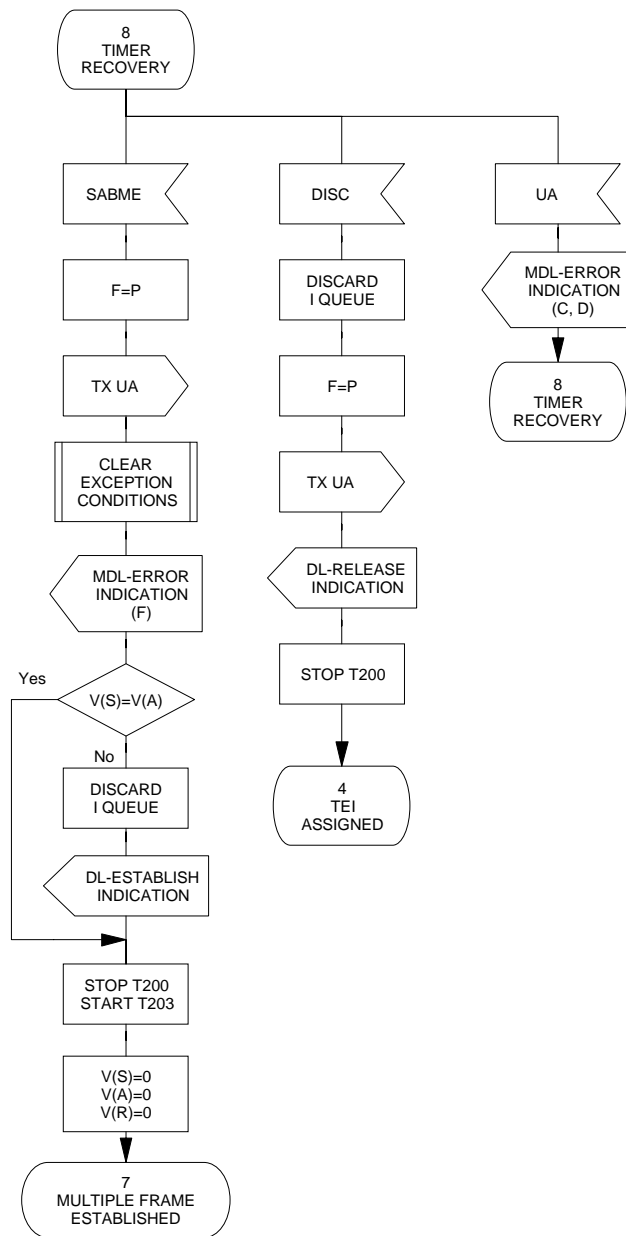 8
TIMER
RECOVERY
SABME
DISC
UA
F=P
DISCARD
I QUEUE
MDL-ERROR
INDICATION
(C, D)
TX UA
F=P
8
TIMER
RECOVERY
CLEAR
EXCEPTION
CONDITIONS
TX UA
MDL-ERROR
INDICATION
(F)
DL-RELEASE
INDICATION
Yes
V(S)=V(A)
STOP T200
No
DISCARD
I QUEUE
4
TEI
ASSIGNED
DL-ESTABLISH
INDICATION
STOP T200
START T203
V(S)=0
V(A)=0
V(R)=0
7
MULTIPLE FRAME
ESTABLISHED